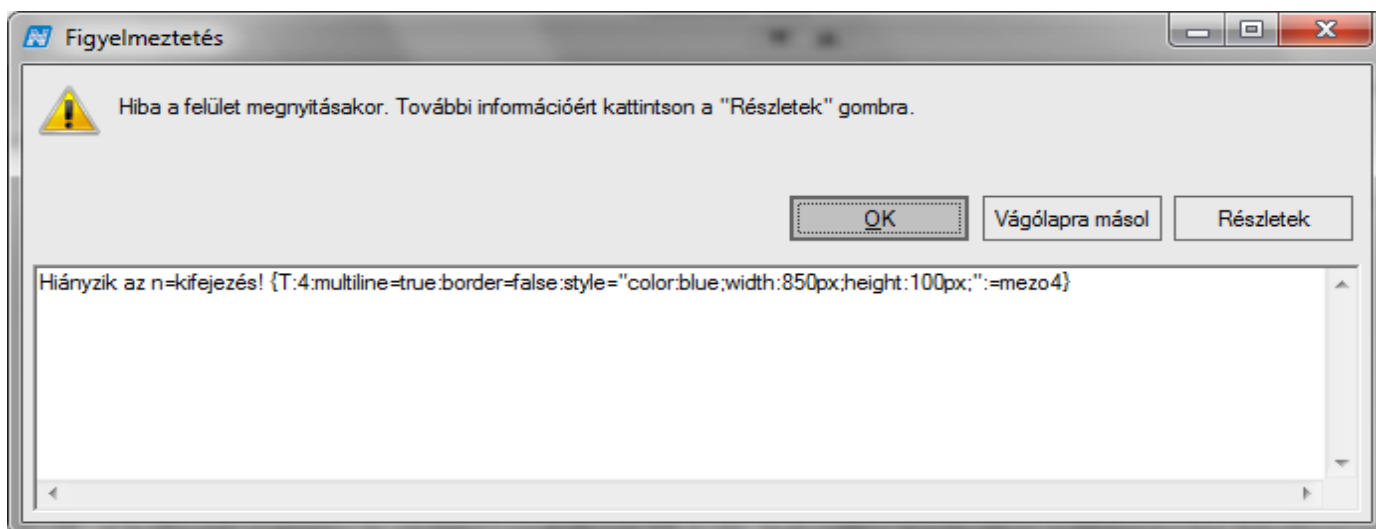 Figyelmeztetés
Hiba a felület megnyitásakor. További információért kattintson a "Részletek" gombra.
OK
Vágólapra másol
Részletek
Hiányzik az n=kifejezés! {T:4:multiline=true:border=false:style="color:blue;width:850px;height:100px;":=mezo4}